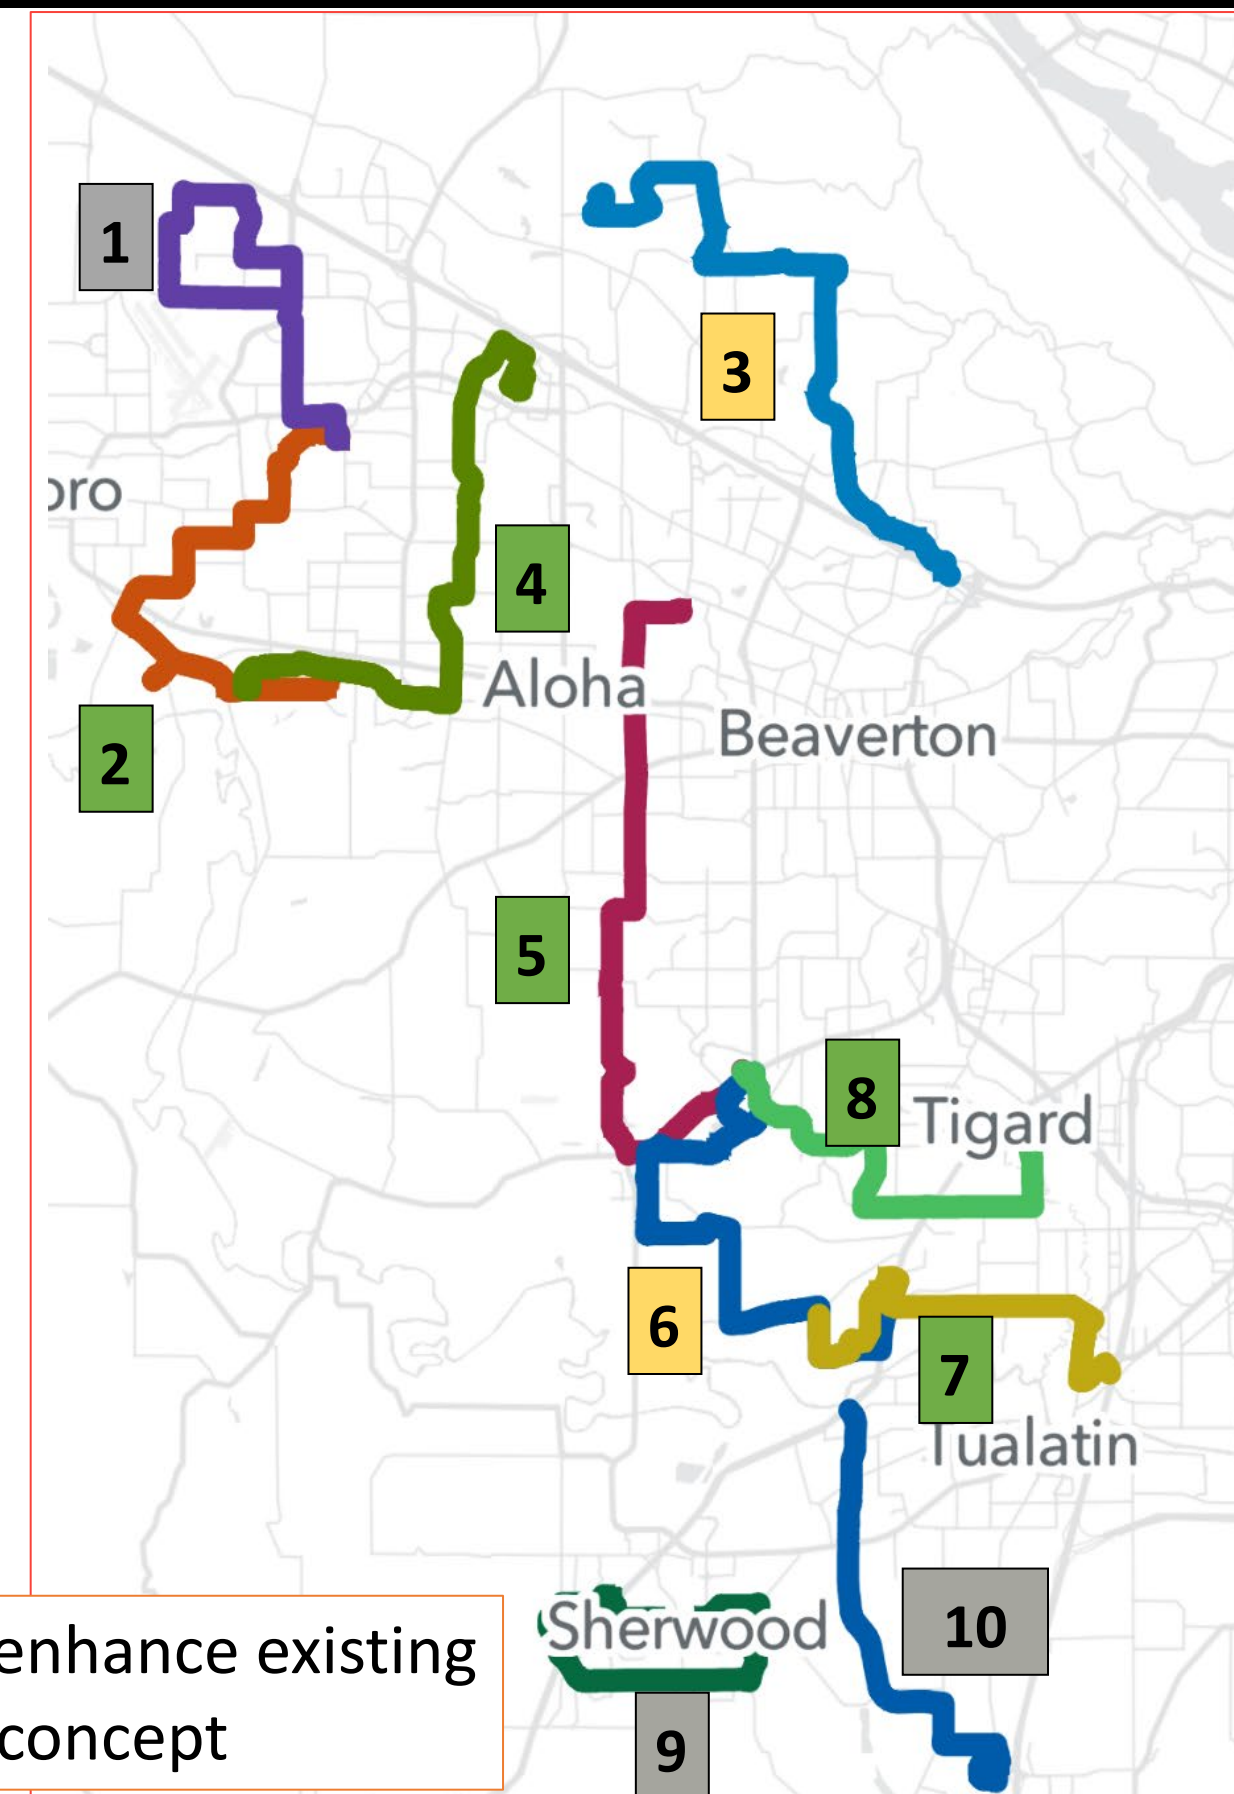 1
3
oro
4
Aloha
Beaverton
2
5
8
Tigard
6
7
Tualatin
10
Sherwood
enhance existing
concept
9